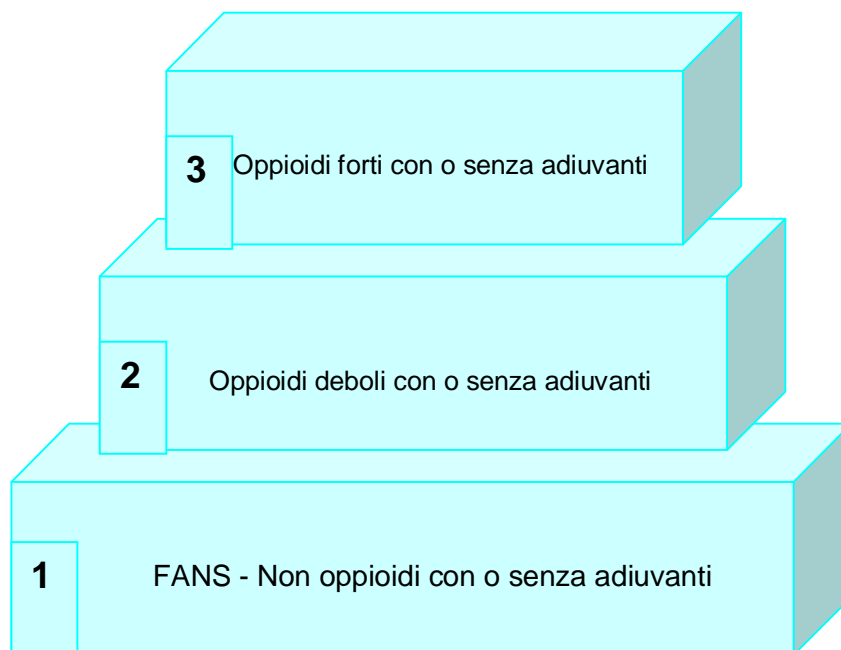 3 Oppioidi forti con o senza adiuvanti
2 Oppioidi deboli con o senza adiuvanti
1 FANS - Non oppioidi con o senza adiuvanti